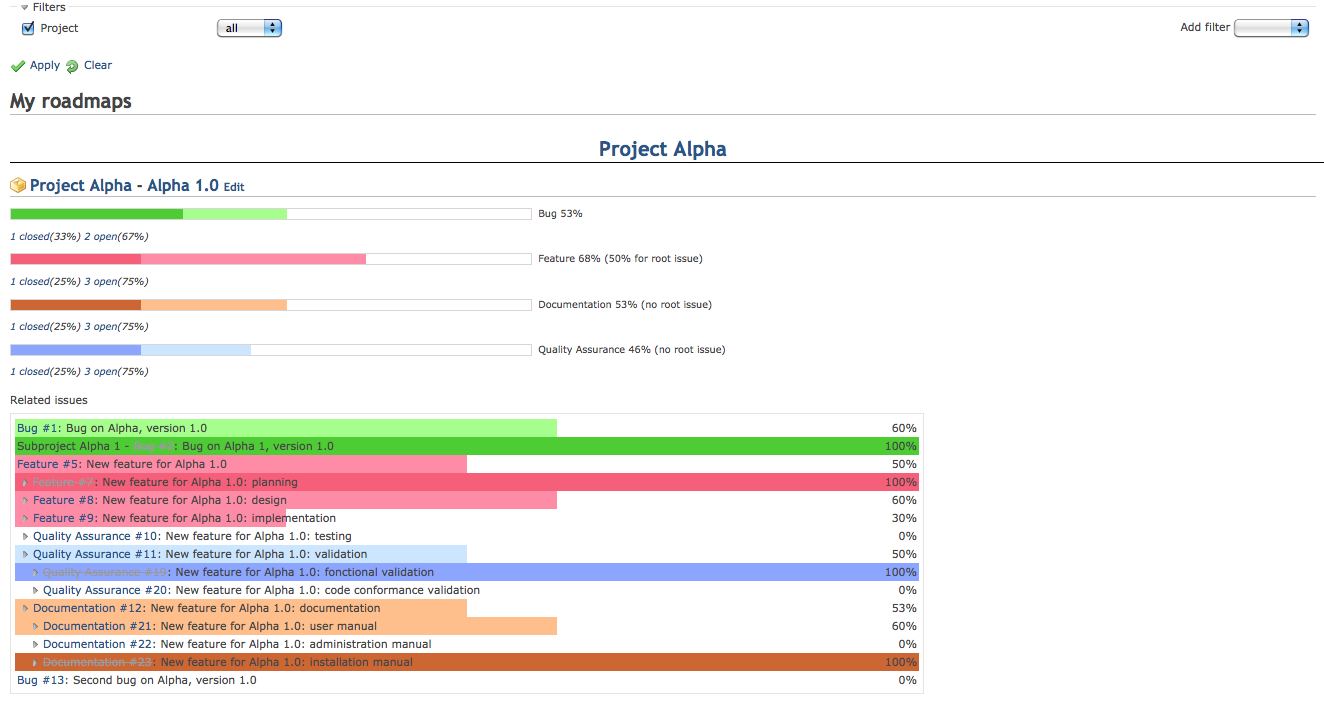 Filters
Project all Add filter
Apply Clear
My roadmaps
Project Alpha
Project Alpha - Alpha 1.0 Edit
Bug 53%
1 closed(33%) 2 open(67%)
Feature 68% (50% for root issue)
1 closed(25%) 3 open(75%)
Documentation 53% (no root issue)
1 closed(25%) 3 open(75%)
Quality Assurance 46% (no root issue)
1 closed(25%) 3 open(75%)
Related issues
Bug #1: Bug on Alpha, version 1.0 60%
Subproject Alpha 1 - Bug : Bug on Alpha 1, version 1.0 100%
Feature #5: New feature for Alpha 1.0 50%
Feature #7: New feature for Alpha 1.0: planning 100%
Feature #8: New feature for Alpha 1.0: design 60%
Feature #9: New feature for Alpha 1.0: implementation 30%
Quality Assurance #10: New feature for Alpha 1.0: testing 0%
Quality Assurance #11: New feature for Alpha 1.0: validation 50%
Quality Assurance #19: New feature for Alpha 1.0: fonctional validation 100%
Quality Assurance #20: New feature for Alpha 1.0: code conformance validation 0%
Documentation #12: New feature for Alpha 1.0: documentation 53%
Documentation #21: New feature for Alpha 1.0: user manual 60%
Documentation #22: New feature for Alpha 1.0: administration manual 0%
Documentation #23: New feature for Alpha 1.0: installation manual 100%
Bug #13: Second bug on Alpha, version 1.0 0%